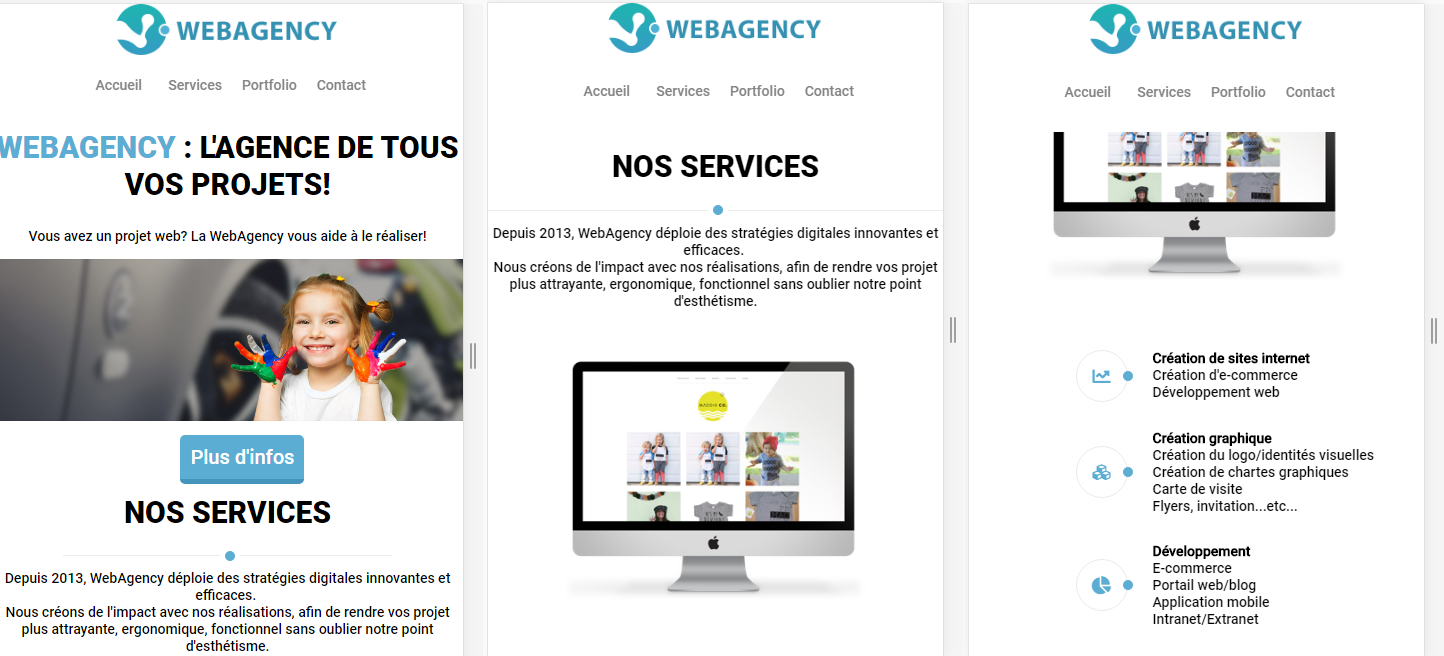 WEBAGENCY
Accueil Services Portfolio Contact
WEBAGENCY : L'AGENCE DE TOUS
VOS PROJETS!
Vous avez un projet web? La WebAgency vous aide à le réaliser!
Plus d'infos
NOS SERVICES
Depuis 2013, WebAgency déploie des stratégies digitales innovantes et
efficaces.
Nous créons de l'impact avec nos réalisations, afin de rendre vos projet
plus attrayante, ergonomique, fonctionnel sans oublier notre point
d'esthétisme.
WEBAGENCY
Accueil Services Portfolio Contact
NOS SERVICES
Depuis 2013, WebAgency déploie des stratégies digitales innovantes et
efficaces.
Nous créons de l'impact avec nos réalisations, afin de rendre vos projet
plus attrayante, ergonomique, fonctionnel sans oublier notre point
d'esthétisme.
WEBAGENCY
Accueil Services Portfolio Contact
Création de sites internet
Création d'e-commerce
Développement web
Création graphique
Création du logo/identités visuelles
Création de chartes graphiques
Carte de visite
Flyers, invitation...etc...
Développement
E-commerce
Portail web/blog
Application mobile
Intranet/Extranet